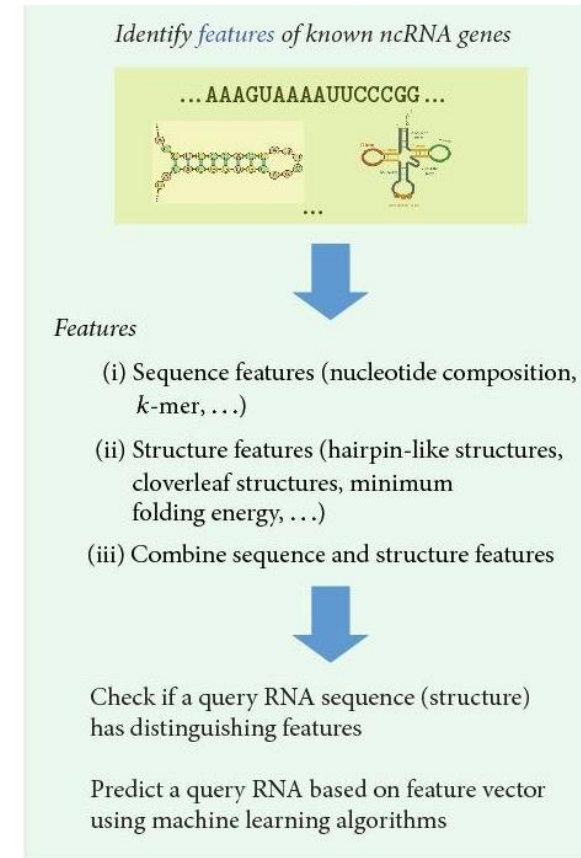 Identify features of known ncRNA genes
...AAAGUAAAAUUCCCGG...
...
Features
(i) Sequence features (nucleotide composition,
k-mer, ...)
(ii) Structure features (hairpin-like structures,
cloverleaf structures, minimum
folding energy, ...)
(iii) Combine sequence and structure features
Check if a query RNA sequence (structure)
has distinguishing features
Predict a query RNA based on feature vector
using machine learning algorithms